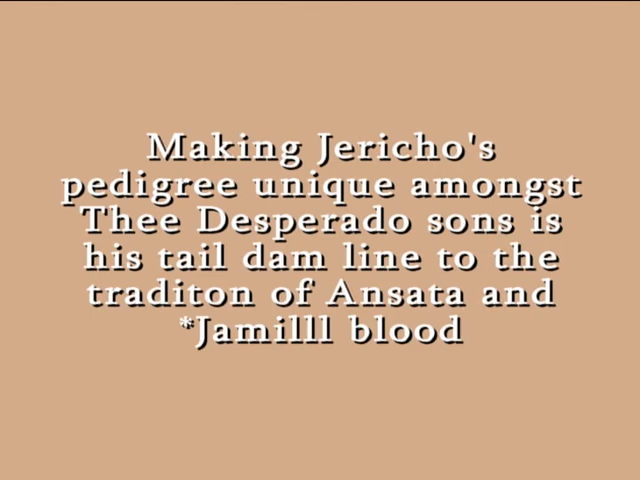 Making Jericho's
pedigree unique amongst
Thee Desperado sons is
his tail dam line to the
traditon of Ansata and
*Jamilll blood